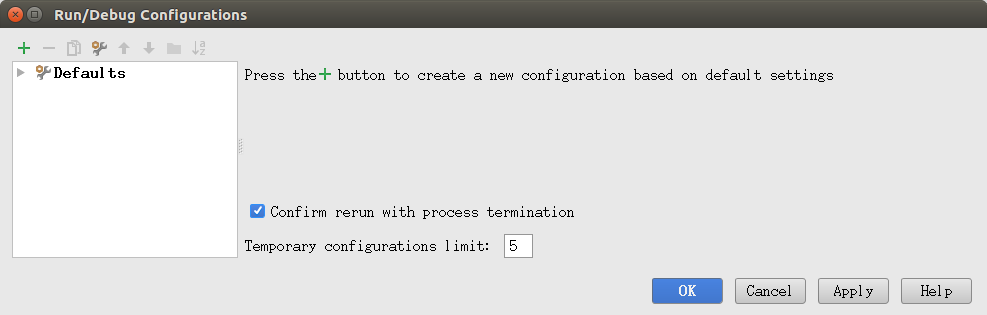 Run/Debug Configurations
Defaults
Press the + button to create a new configuration based on default settings
Confirm rerun with process termination
Temporary configurations limit: 5
OK Cancel Apply Help